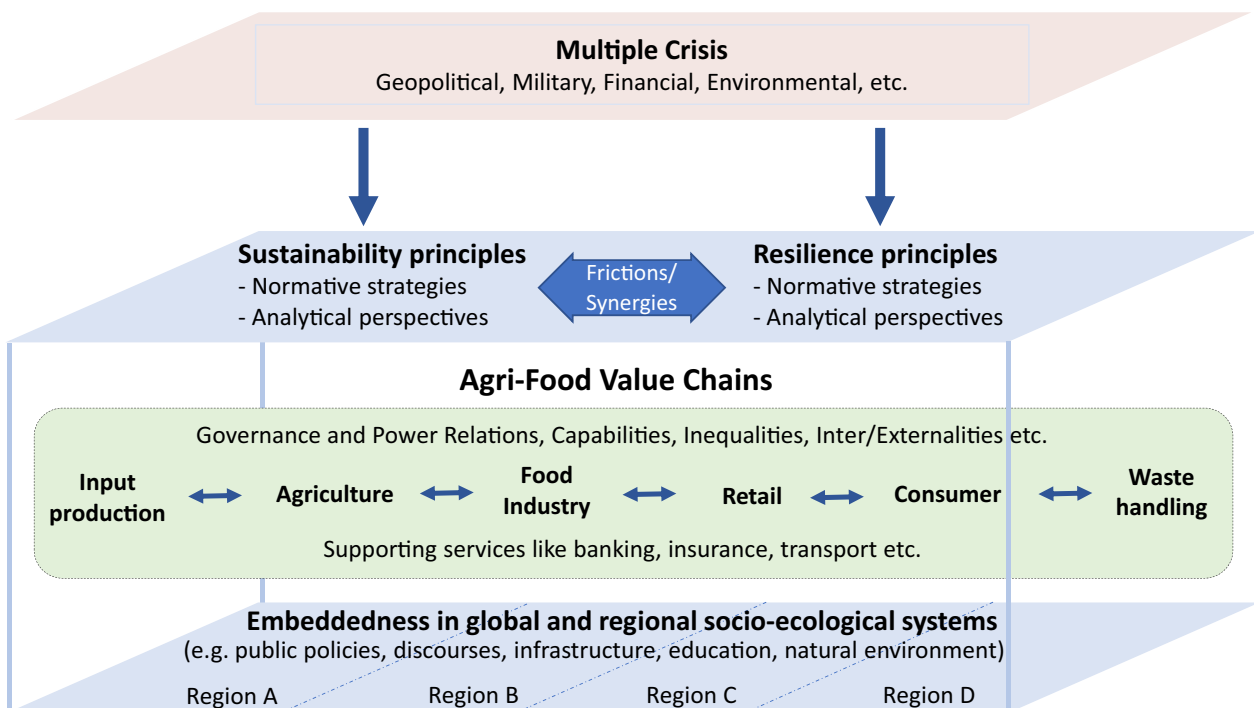 Multiple Crisis
Geopolitical, Military, Financial, Environmental, etc.
Sustainability principles
- Normative strategies
- Analytical perspectives
Frictions/
Synergies
Resilience principles
- Normative strategies
- Analytical perspectives
Agri-Food Value Chains
Governance and Power Relations, Capabilities, Inequalities, Inter/Externalities etc.
Input
production
Agriculture
Food
Industry
Retail
Consumer
Waste
handling
Supporting services like banking, insurance, transport etc.
Embeddedness in global and regional socio-ecological systems
(e.g. public policies, discourses, infrastructure, education, natural environment)
Region A
Region B
Region C
Region D